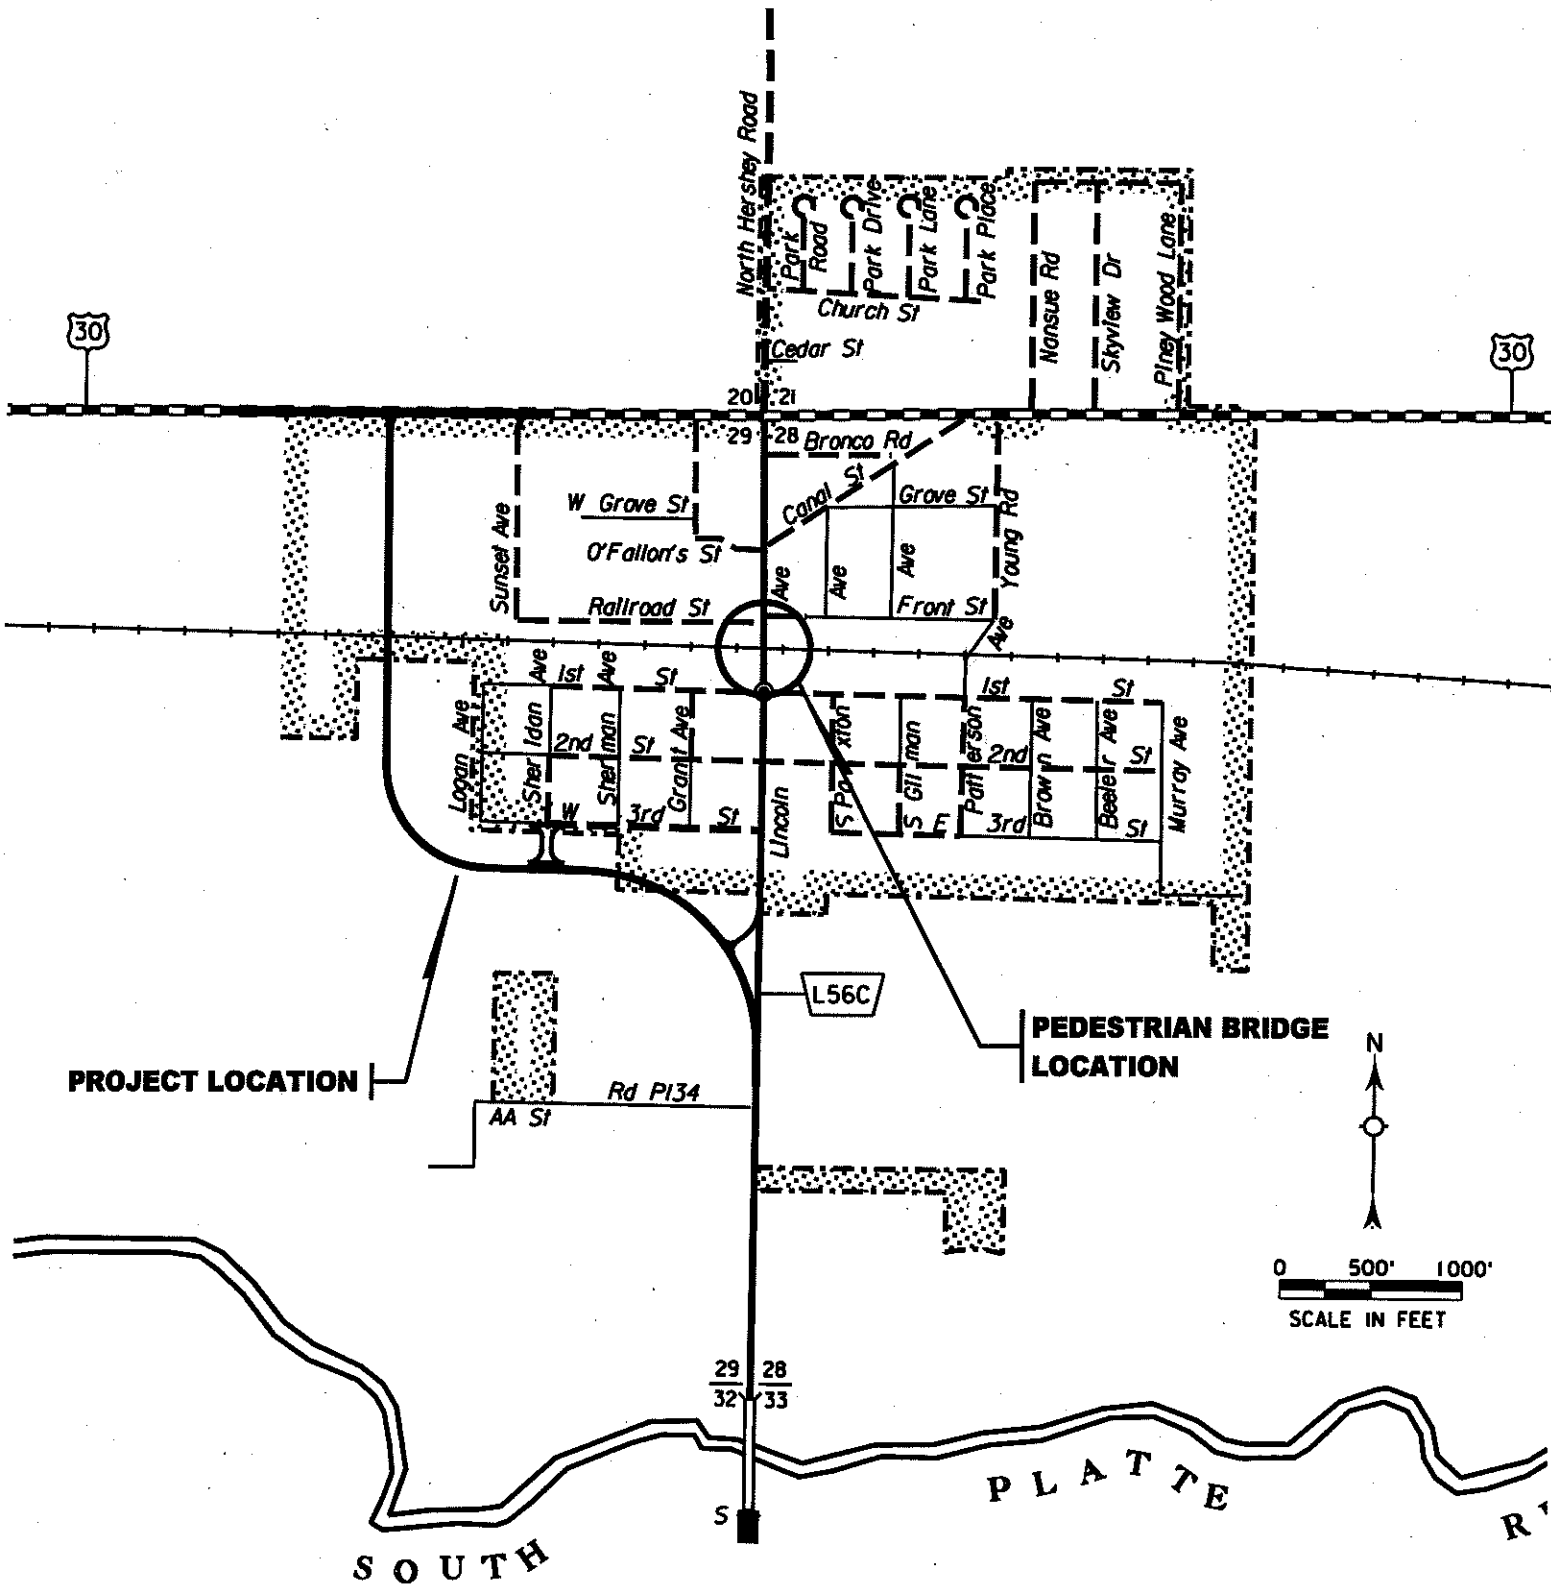 North Hershey Road
Park Road
Park Drive
Park Lane
Park Place
Church St
Nansue Rd
Skyview Dr
Piney Wood Lane
30
Cedar St
30
20 21
29 28
Bronco Rd
Canal St
W Grove St
Grove St
Sunset Ave
O'Fallon's St
Ave
Ave
Ave
Young Rd
Railroad St
Front St
Ave
Ave
1st
Ave
St
1st
St
Logan Ave
Sheridan
2nd
Sherman
St
Grant Ave
S Paxton
S Gilman
Patterson
2nd
Brown Ave
Beeler Ave
St
Murray Ave
W
3rd
St
Lincoln
E
3rd
St
L56C
PEDESTRIAN BRIDGE
LOCATION
PROJECT LOCATION
N
Rd P134
AA St
0 500' 1000'
SCALE IN FEET
29 28
32 33
S
SOUTH
PLATTE
R